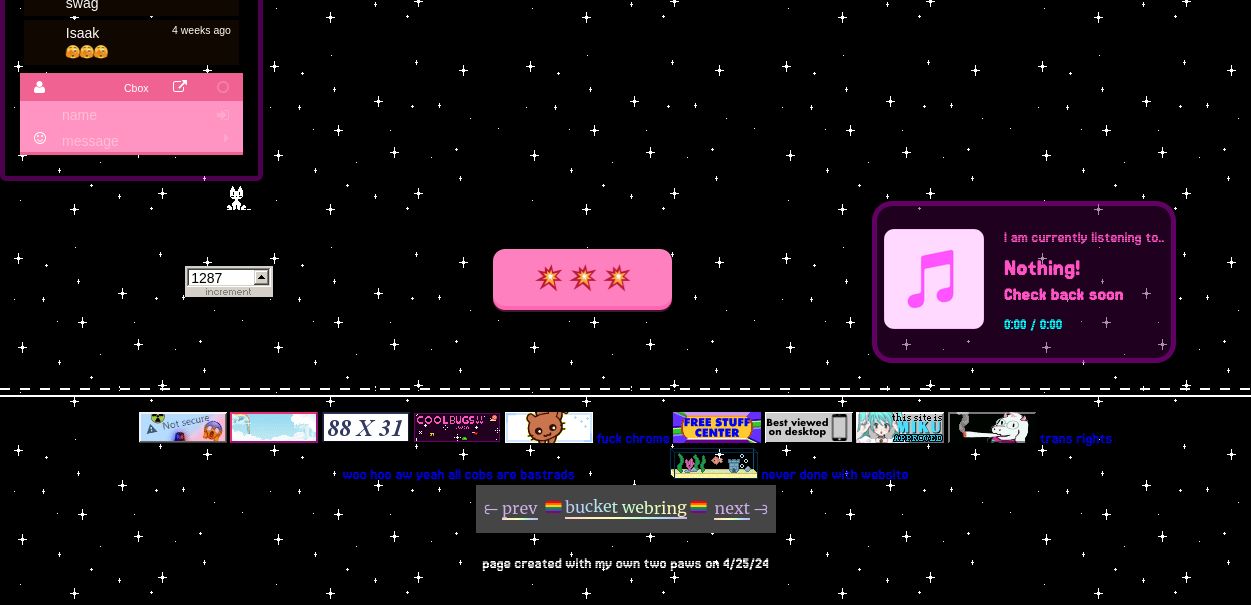 swag
Isaak
4 weeks ago
Cbox
name
message
I am currently listening to..
Nothing!
Check back soon
0:00 / 0:00
1287
increment
Not secure
88 X 31
COOLBUGS!!
fuck chrome
FREE STUFF
CENTER
Best viewed
on desktop
this site is
MIKU
APPROVED
trans rights
woo hoo aw yeah all cobs are bastrads
never done with website
prev
bucket webring
next
page created with my own two paws on 4/25/24